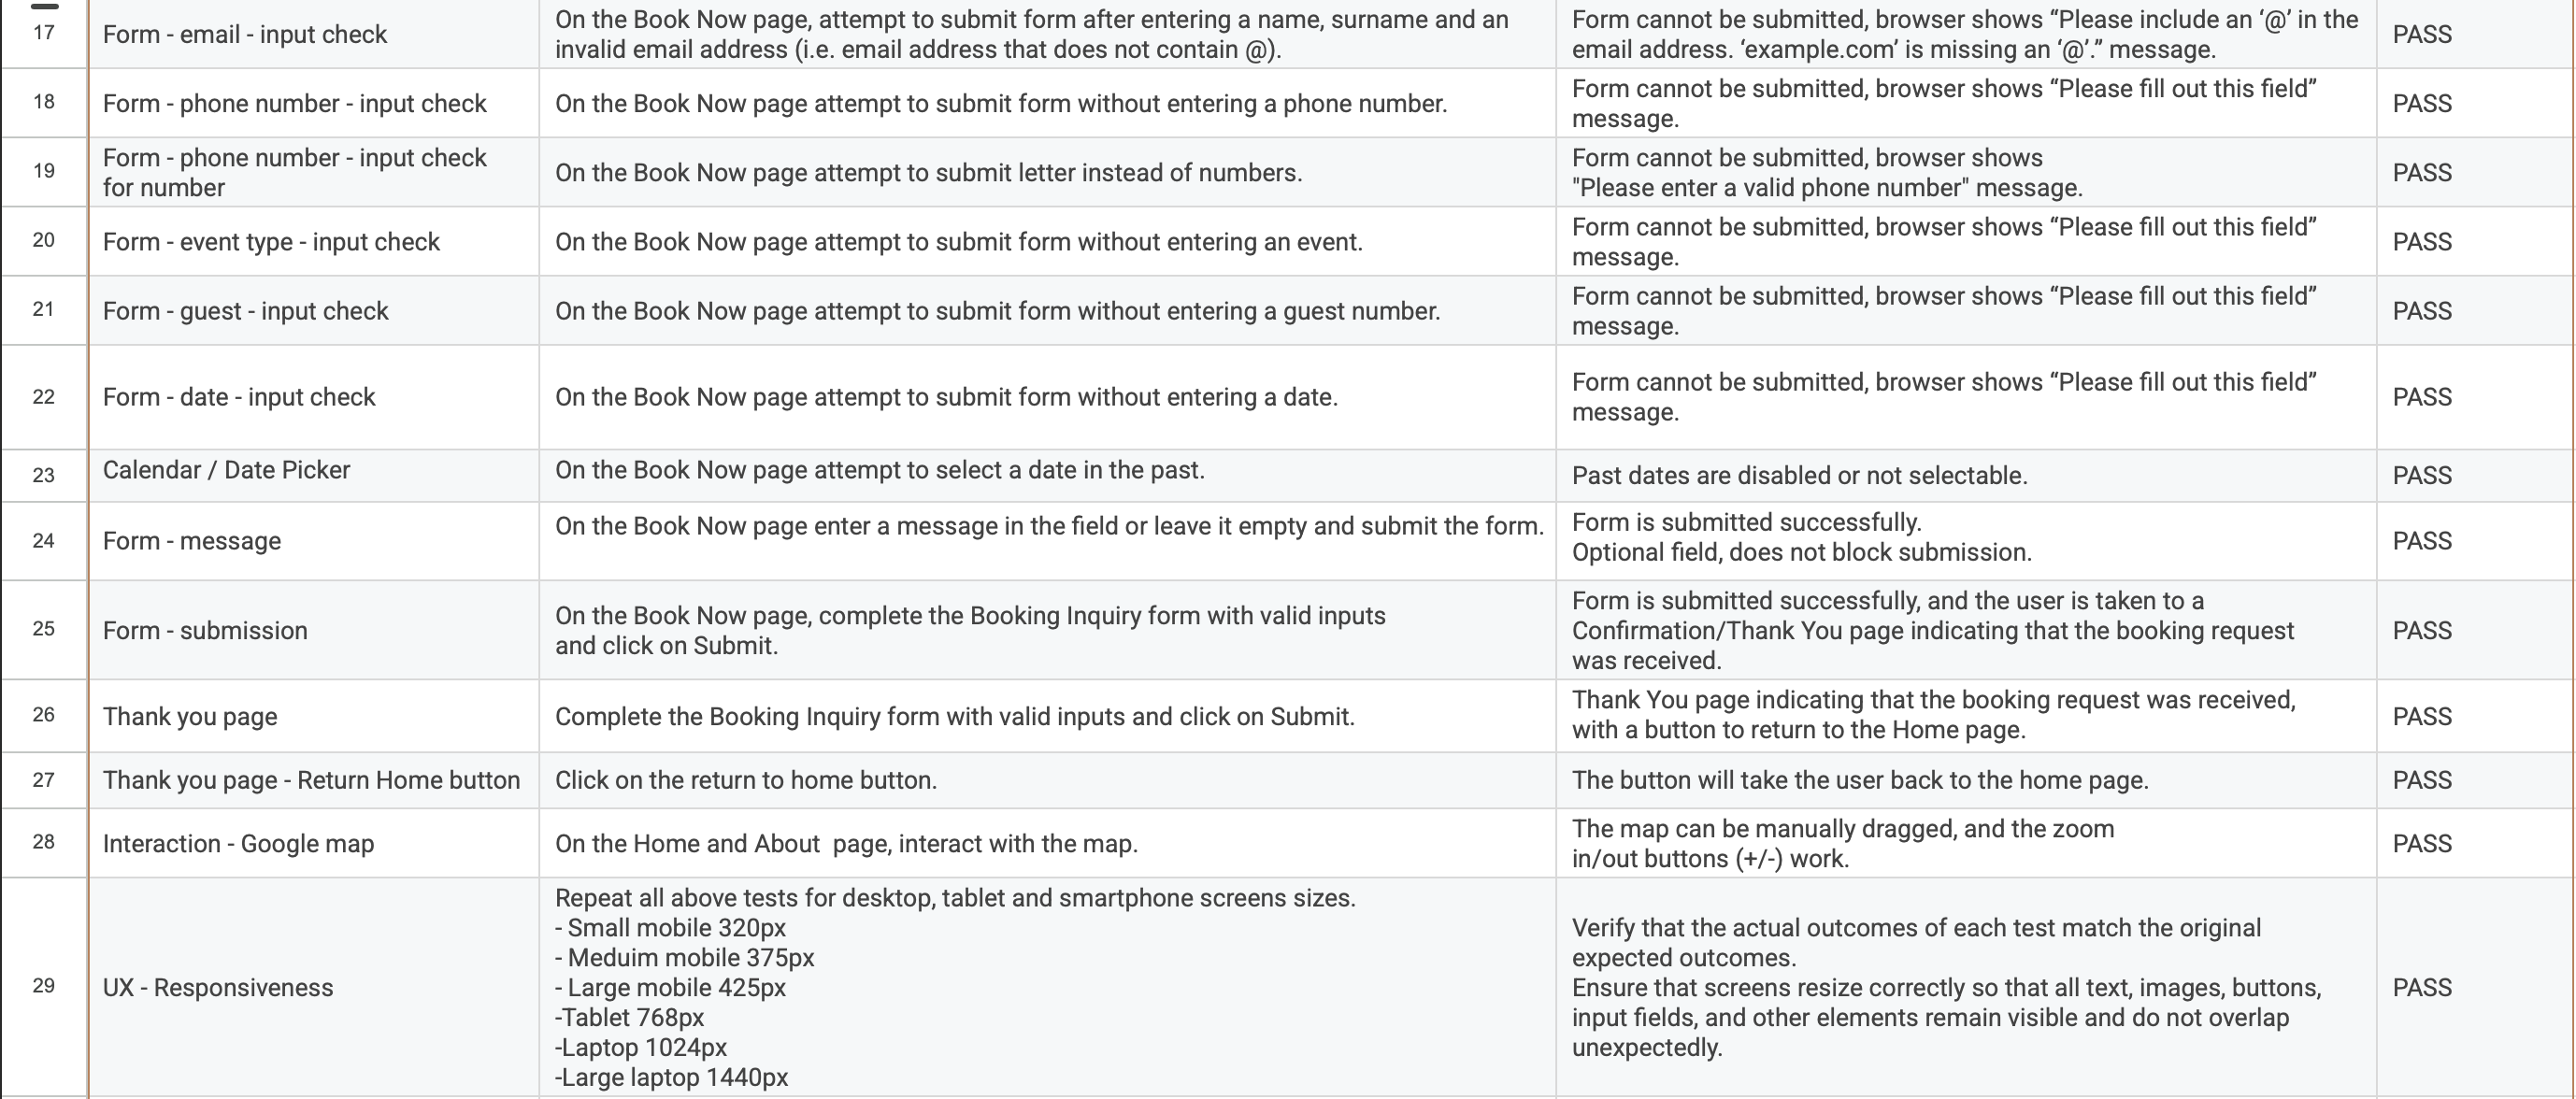 17
Form - email - input check
On the Book Now page, attempt to submit form after entering a name, surname and an
invalid email address (i.e. email address that does not contain @).
Form cannot be submitted, browser shows “Please include an ‘@’ in the
email address. ‘example.com’ is missing an ‘@’.” message.
PASS
18
Form - phone number - input check
On the Book Now page attempt to submit form without entering a phone number.
Form cannot be submitted, browser shows “Please fill out this field”
message.
PASS
19
Form - phone number - input check
for number
On the Book Now page attempt to submit letter instead of numbers.
Form cannot be submitted, browser shows
"Please enter a valid phone number" message.
PASS
20
Form - event type - input check
On the Book Now page attempt to submit form without entering an event.
Form cannot be submitted, browser shows “Please fill out this field”
message.
PASS
21
Form - guest - input check
On the Book Now page attempt to submit form without entering a guest number.
Form cannot be submitted, browser shows “Please fill out this field”
message.
PASS
22
Form - date - input check
On the Book Now page attempt to submit form without entering a date.
Form cannot be submitted, browser shows “Please fill out this field”
message.
PASS
23
Calendar / Date Picker
On the Book Now page attempt to select a date in the past.
Past dates are disabled or not selectable.
PASS
24
Form - message
On the Book Now page enter a message in the field or leave it empty and submit the form.
Form is submitted successfully.
Optional field, does not block submission.
PASS
25
Form - submission
On the Book Now page, complete the Booking Inquiry form with valid inputs
and click on Submit.
Form is submitted successfully, and the user is taken to a
Confirmation/Thank You page indicating that the booking request
was received.
PASS
26
Thank you page
Complete the Booking Inquiry form with valid inputs and click on Submit.
Thank You page indicating that the booking request was received,
with a button to return to the Home page.
PASS
27
Thank you page - Return Home button
Click on the return to home button.
The button will take the user back to the home page.
PASS
28
Interaction - Google map
On the Home and About  page, interact with the map.
The map can be manually dragged, and the zoom
in/out buttons (+/-) work.
PASS
29
UX - Responsiveness
Repeat all above tests for desktop, tablet and smartphone screens sizes.
- Small mobile 320px
- Meduim mobile 375px
- Large mobile 425px
-Tablet 768px
-Laptop 1024px
-Large laptop 1440px
Verify that the actual outcomes of each test match the original
expected outcomes.
Ensure that screens resize correctly so that all text, images, buttons,
input fields, and other elements remain visible and do not overlap
unexpectedly.
PASS